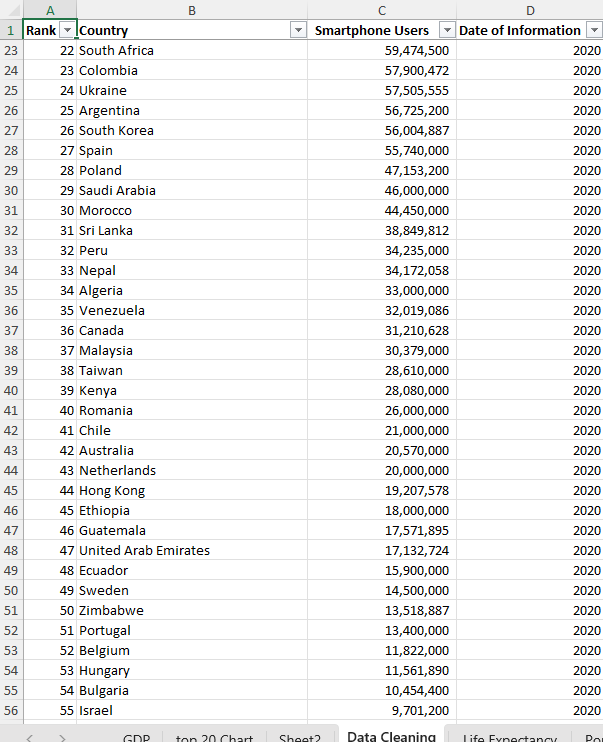 A B C D
1 Rank Country Smartphone Users Date of Information
23 22 South Africa 59,474,500 2020
24 23 Colombia 57,900,472 2020
25 24 Ukraine 57,505,555 2020
26 25 Argentina 56,725,200 2020
27 26 South Korea 56,004,887 2020
28 27 Spain 55,740,000 2020
29 28 Poland 47,153,200 2020
30 29 Saudi Arabia 46,000,000 2020
31 30 Morocco 44,450,000 2020
32 31 Sri Lanka 38,849,812 2020
33 32 Peru 34,235,000 2020
34 33 Nepal 34,172,058 2020
35 34 Algeria 33,000,000 2020
36 35 Venezuela 32,019,086 2020
37 36 Canada 31,210,628 2020
38 37 Malaysia 30,379,000 2020
39 38 Taiwan 28,610,000 2020
40 39 Kenya 28,080,000 2020
41 40 Romania 26,000,000 2020
42 41 Chile 21,000,000 2020
43 42 Australia 20,570,000 2020
44 43 Netherlands 20,000,000 2020
45 44 Hong Kong 19,207,578 2020
46 45 Ethiopia 18,000,000 2020
47 46 Guatemala 17,571,895 2020
48 47 United Arab Emirates 17,132,724 2020
49 48 Ecuador 15,900,000 2020
50 49 Sweden 14,500,000 2020
51 50 Zimbabwe 13,518,887 2020
52 51 Portugal 13,400,000 2020
53 52 Belgium 11,822,000 2020
54 53 Hungary 11,561,890 2020
55 54 Bulgaria 10,454,400 2020
56 55 Israel 9,701,200 2020
GDP top 20 Chart Sheet2 Data Cleaning Life Expectancy